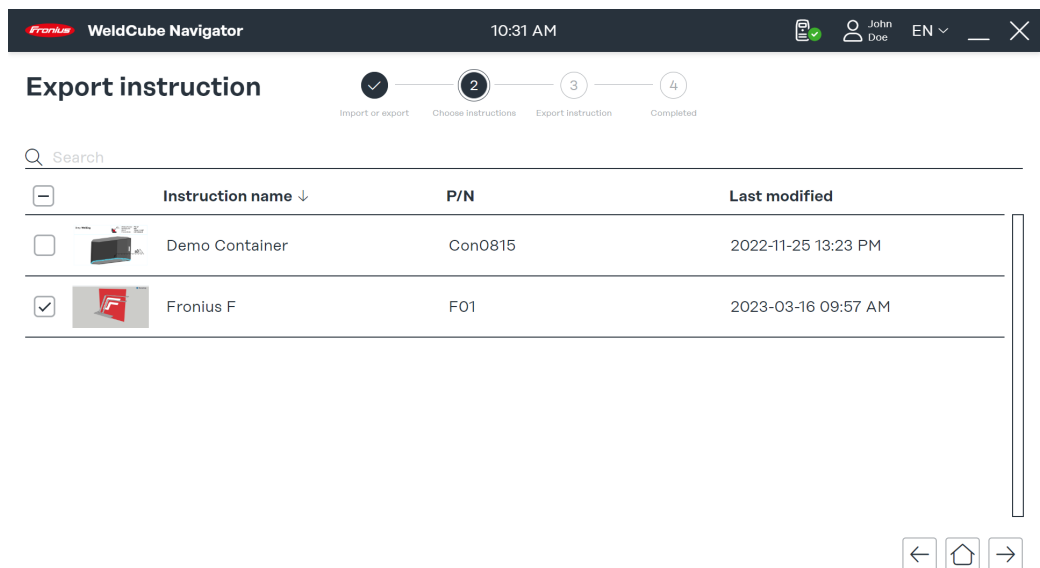 Fronius WeldCube Navigator 10:31 AM John Doe EN
Export instruction
2 3 4
Import or export Choose instructions Export instruction Completed
Search
Instruction name ↓ P/N Last modified
Demo Container Con0815 2022-11-25 13:23 PM
Fronius F F01 2023-03-16 09:57 AM